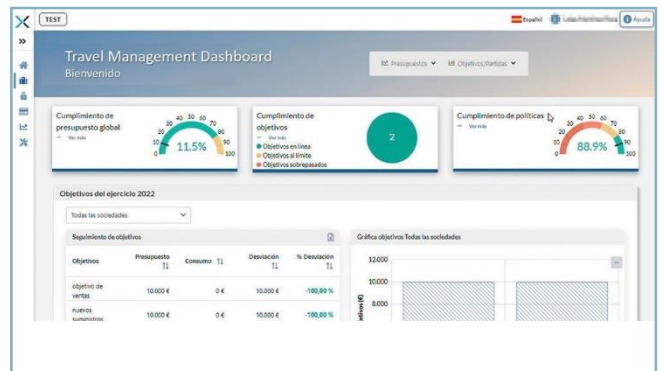 TEST
Español
Ayuda
Travel Management Dashboard
Bienvenido
Presupuestos
Objetivos/Partidas
Cumplimiento de
presupuesto global
Ver más
0 10 20 30 40 50 60 70 80 90 100
11.5%
Cumplimiento de
objetivos
Ver más
Objetivos en línea
Objetivos al límite
Objetivos sobrepasados
2
Cumplimiento de políticas
Ver más
0 10 20 30 40 50 60 70 80 90 100
88.9%
Objetivos del ejercicio 2022
Todas las sociedades
Seguimiento de objetivos
Objetivos Presupuesto Consumo Desviación % Desviación
objetivo de
ventas
10.000 € 0 € 10.000 € -100,00 %
nuevos
suministros
10.000 € 0 € 10.000 € -100,00 %
Gráfica objetivos Todas las sociedades
12.000
10.000
8.000